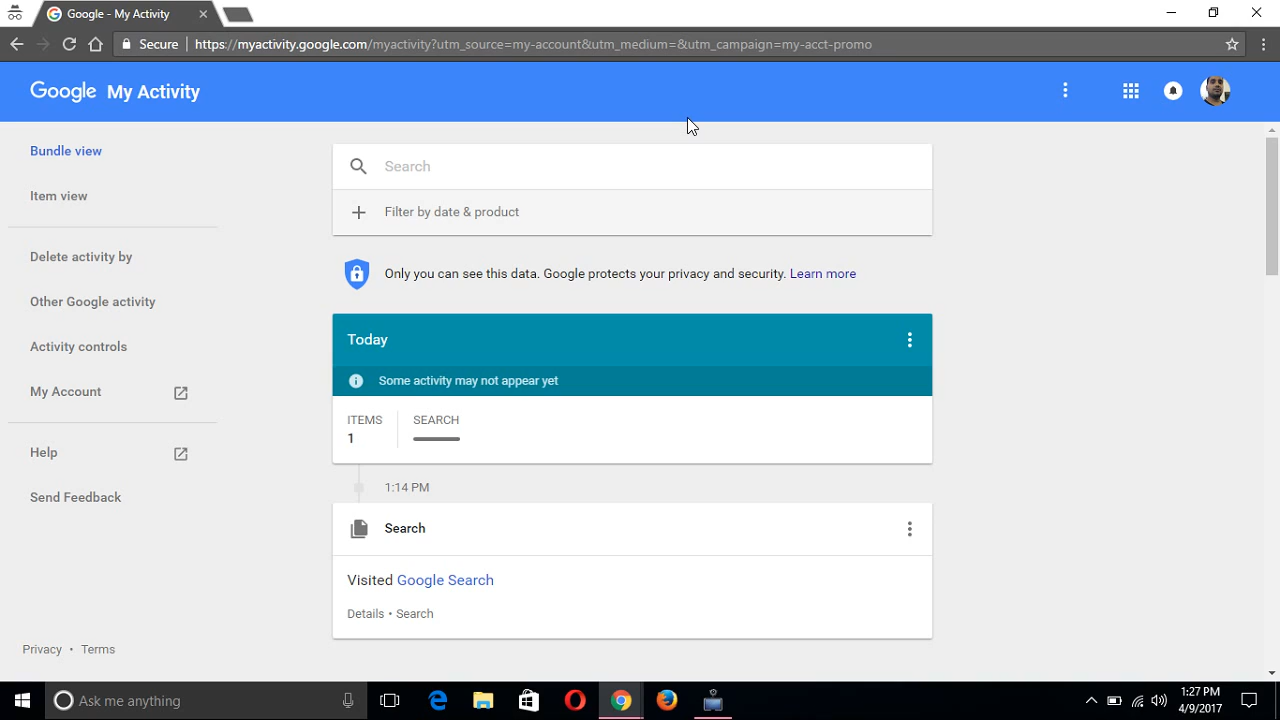 Google - My Activity
Secure
https://myactivity.google.com/myactivity?utm_source=my-account&utm_medium=&utm_campaign=my-acct-promo
Google My Activity
Bundle view
Item view
Delete activity by
Other Google activity
Activity controls
My Account
Help
Send Feedback
Privacy • Terms
Search
Filter by date & product
Only you can see this data. Google protects your privacy and security. Learn more
Today
Some activity may not appear yet
ITEMS SEARCH
1
1:14 PM
Search
Visited Google Search
Details • Search
Ask me anything
1:27 PM
4/9/2017